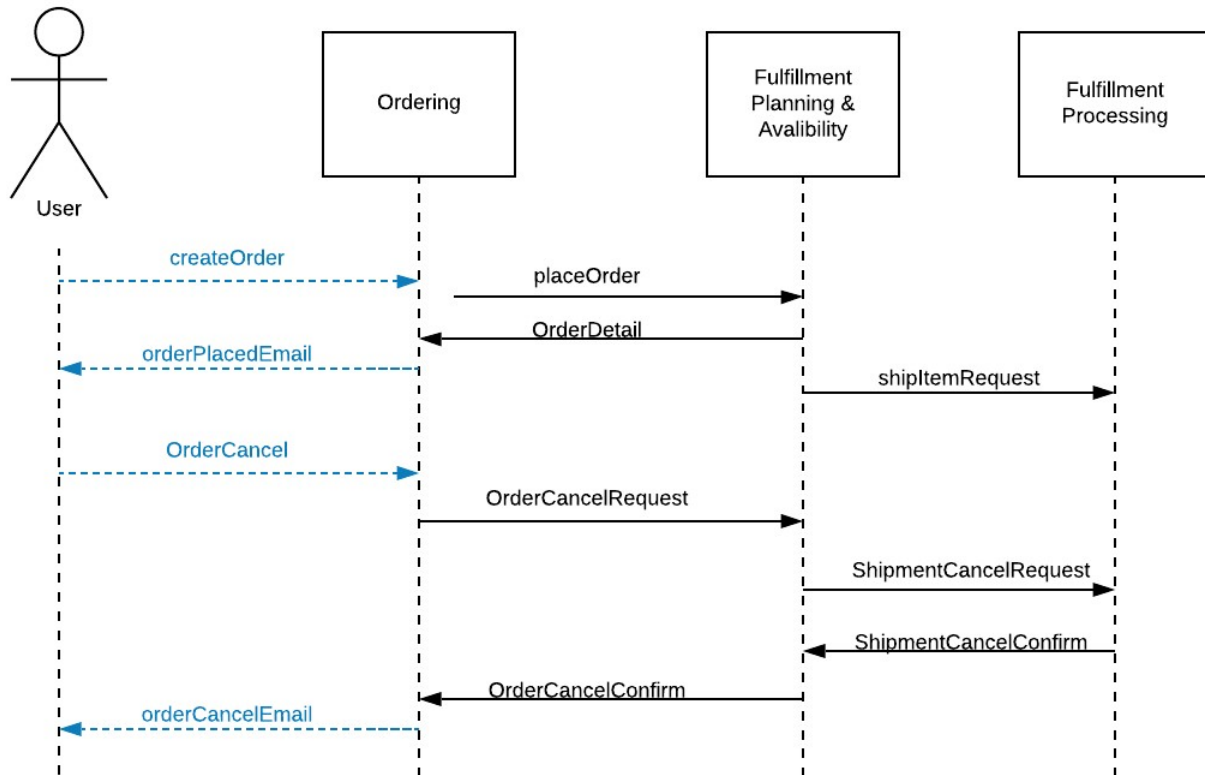 Ordering
Fulfillment
Planning &
Avalibility
Fulfillment
Processing
User
createOrder
placeOrder
OrderDetail
orderPlacedEmail
shipItemRequest
OrderCancel
OrderCancelRequest
ShipmentCancelRequest
ShipmentCancelConfirm
OrderCancelConfirm
orderCancelEmail